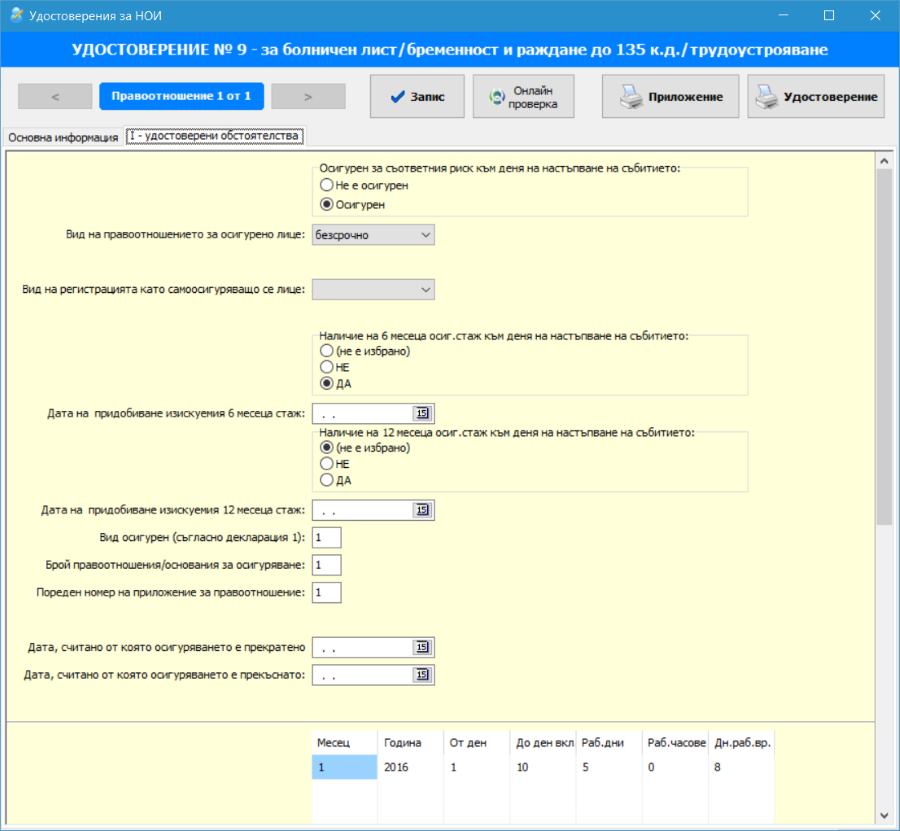 Удостоверения за НОИ
УДОСТОВЕРЕНИЕ № 9 - за болничен лист/бременност и раждане до 135 к.д./трудоустрояване
<
Правоотношение 1 от 1
>
Запис
Онлайн
проверка
Приложение
Удостоверение
Основна информация
I - удостоверени обстоятелства
Осигурен за съответния риск към деня на настъпване на събитието:
Не е осигурен
Осигурен
Вид на правоотношението за осигурено лице: безсрочно
Вид на регистрацията като самоосигуряващо се лице:
Наличие на 6 месеца осиг.стаж към деня на настъпване на събитието:
(не е избрано)
НЕ
ДА
Дата на придобиване изискуемия 6 месеца стаж: . . 15
Наличие на 12 месеца осиг.стаж към деня на настъпване на събитието:
(не е избрано)
НЕ
ДА
Дата на придобиване изискуемия 12 месеца стаж: . . 15
Вид осигурен (съгласно декларация 1): 1
Брой правоотношения/основания за осигуряване: 1
Пореден номер на приложение за правоотношение: 1
Дата, считано от която осигуряването е прекратено . . 15
Дата, считано от която осигуряването е прекъснато: . . 15
Месец Година От ден До ден вкл Раб.дни Раб.часове Дн.раб.вр.
1 2016 1 10 5 0 8